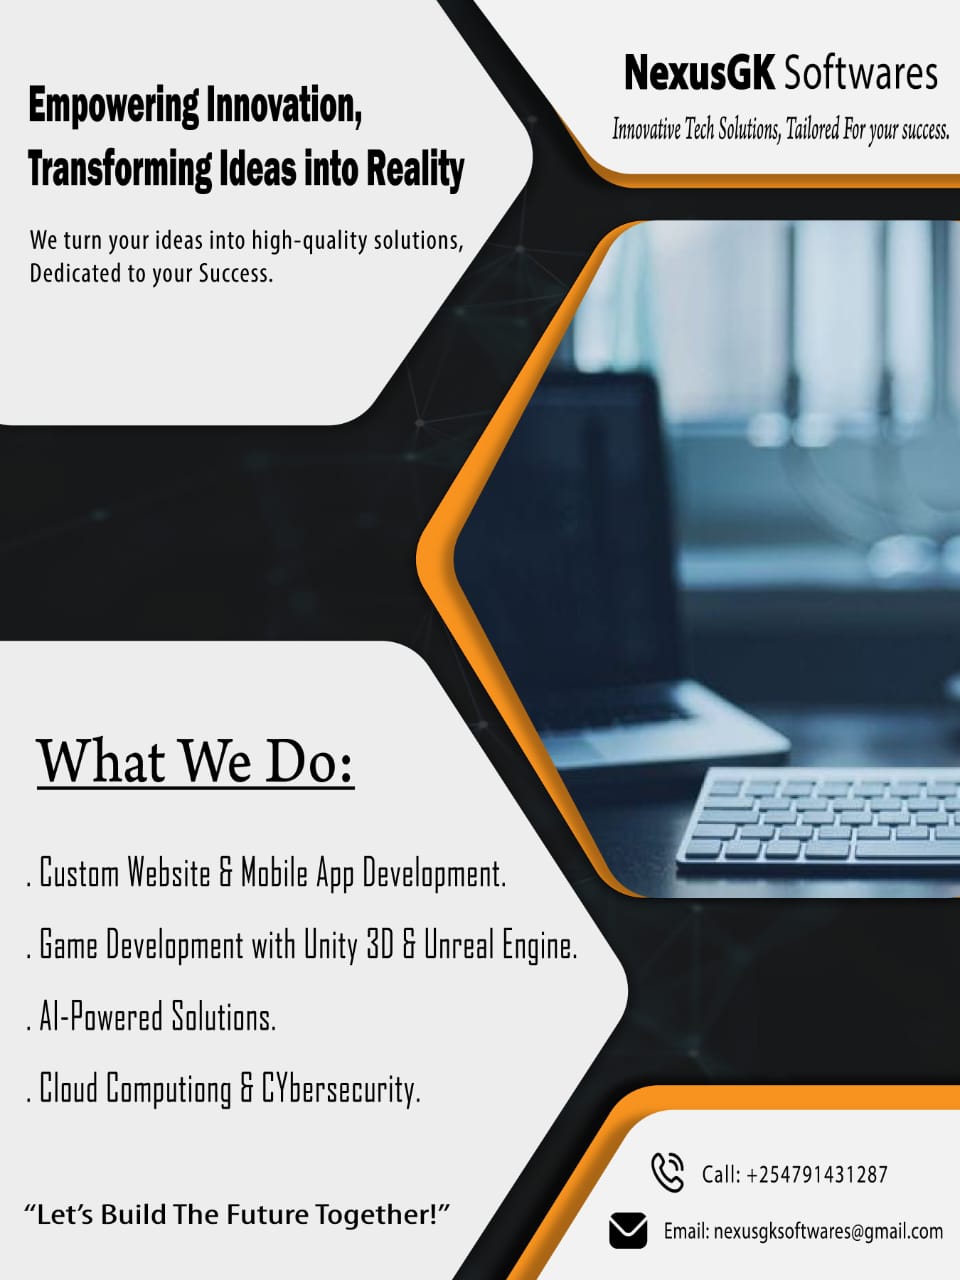 NexusGK Softwares
Innovative Tech Solutions, Tailored For your success.
Empowering Innovation,
Transforming Ideas into Reality
We turn your ideas into high-quality solutions,
Dedicated to your Success.
What We Do:
. Custom Website & Mobile App Development.
. Game Development with Unity 3D & Unreal Engine.
. AI-Powered Solutions.
. Cloud Computiong & CYbersecurity.
“Let’s Build The Future Together!”
Call: +254791431287
Email: nexusgksoftwares@gmail.com